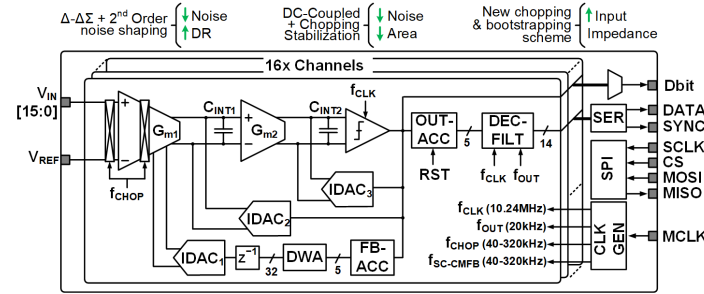 Δ-ΔΣ + 2nd Order
noise shaping
Noise
DR
DC-Coupled
+ Chopping
Stabilization
Noise
Area
New chopping
& bootstrapping
scheme
Input
Impedance
16x Channels
VIN
[15:0]
VREF
fCHOP
+
−
Gm1
CINT1
+
−
Gm2
CINT2
fCLK
+
−
OUT-
ACC
RST
5
DEC-
FILT
fCLK
fOUT
14
IDAC3
IDAC2
IDAC1
z⁻¹
32
DWA
5
FB-
ACC
fCLK (10.24MHz)
fOUT (20kHz)
fCHOP (40-320kHz)
fSC-CMFB (40-320kHz)
SER
SPI
CLK
GEN
Dbit
DATA
SYNC
SCLK
CS
MOSI
MISO
MCLK